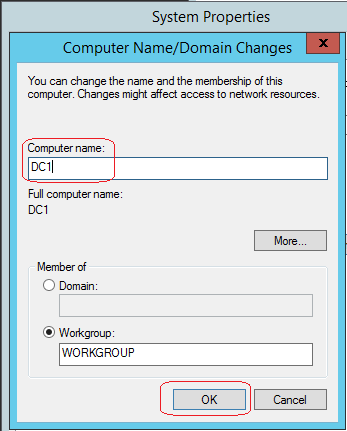 System Properties
Computer Name/Domain Changes
x
You can change the name and the membership of this
computer. Changes might affect access to network resources.
Computer name:
DC1
Full computer name:
DC1
More...
Member of
Domain:
Workgroup:
WORKGROUP
OK
Cancel